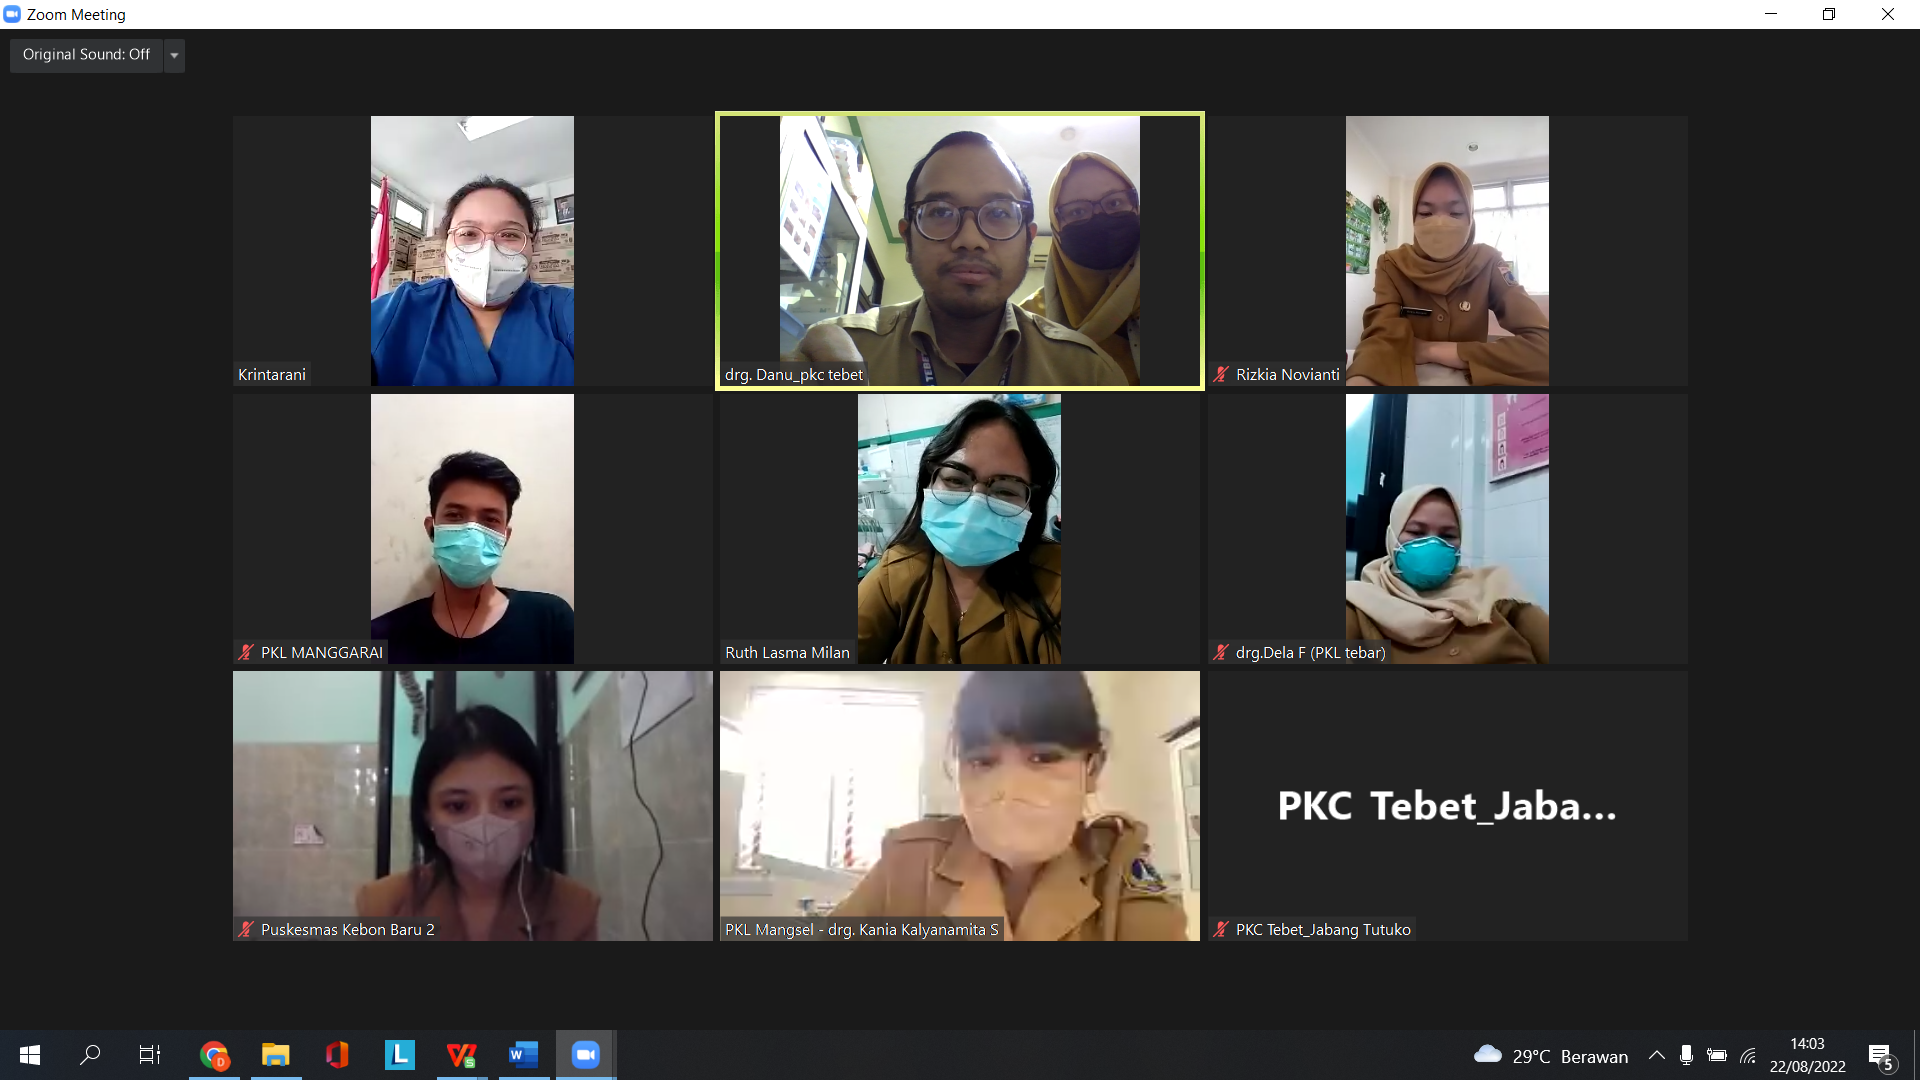 Zoom Meeting
Original Sound: Off
Krintarani
drg. Danu_pkc tebet
Rizkia Novianti
PKL MANGGARAI
Ruth Lasma Milan
drg.Dela F (PKL tebar)
Puskesmas Kebon Baru 2
PKL Mangsel - drg. Kania Kalyanamita S
PKC Tebet_Jaba...
PKC Tebet_Jabang Tutuko
29°C Berawan
14:03
22/08/2022
5